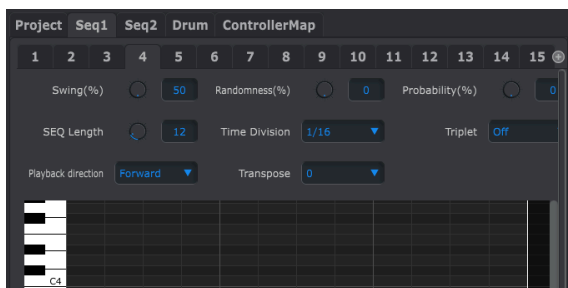 Project Seq1 Seq2 Drum ControllerMap
1 2 3 4 5 6 7 8 9 10 11 12 13 14 15
Swing(%) 50 Randomness(%) 0 Probability(%) 0
SEQ Length 12 Time Division 1/16 Triplet Off
Playback direction Forward Transpose 0
C4